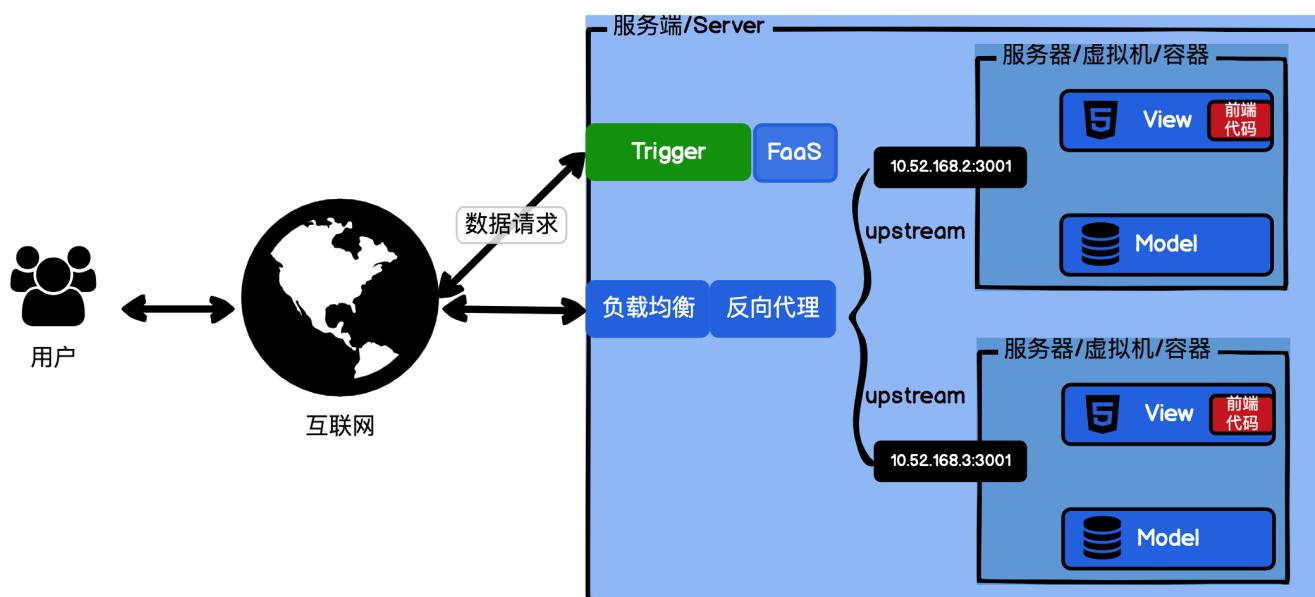 服务端/Server
服务器/虚拟机/容器
View
前端
代码
Trigger
FaaS
10.52.168.2:3001
数据请求
upstream
Model
负载均衡
反向代理
用户
互联网
服务器/虚拟机/容器
upstream
View
前端
代码
10.52.168.3:3001
Model